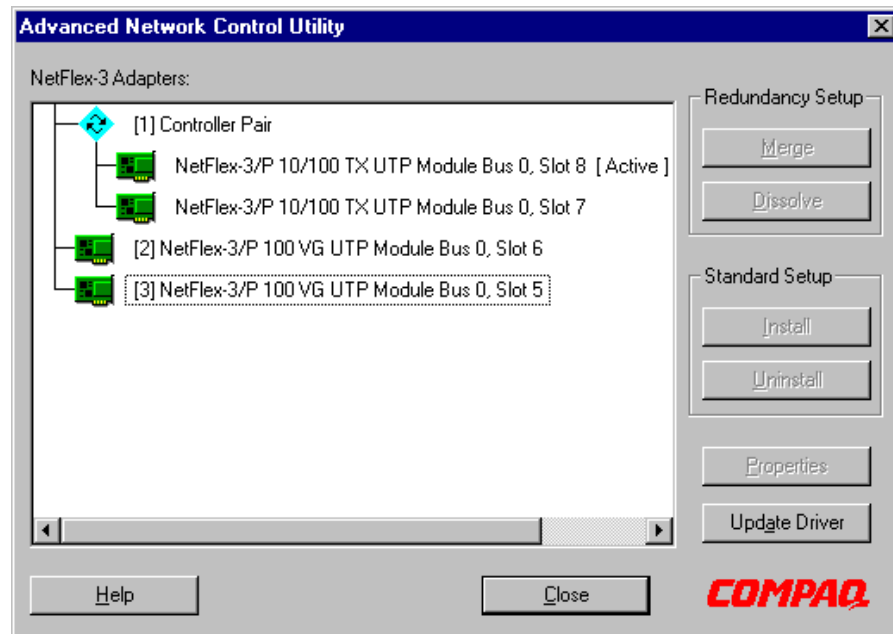 Advanced Network Control Utility
NetFlex-3 Adapters:
[1] Controller Pair
NetFlex-3/P 10/100 TX UTP Module Bus 0, Slot 8 [ Active ]
NetFlex-3/P 10/100 TX UTP Module Bus 0, Slot 7
[2] NetFlex-3/P 100 VG UTP Module Bus 0, Slot 6
[3] NetFlex-3/P 100 VG UTP Module Bus 0, Slot 5
Redundancy Setup
Merge
Dissolve
Standard Setup
Install
Uninstall
Properties
Update Driver
Help
Close
COMPAQ